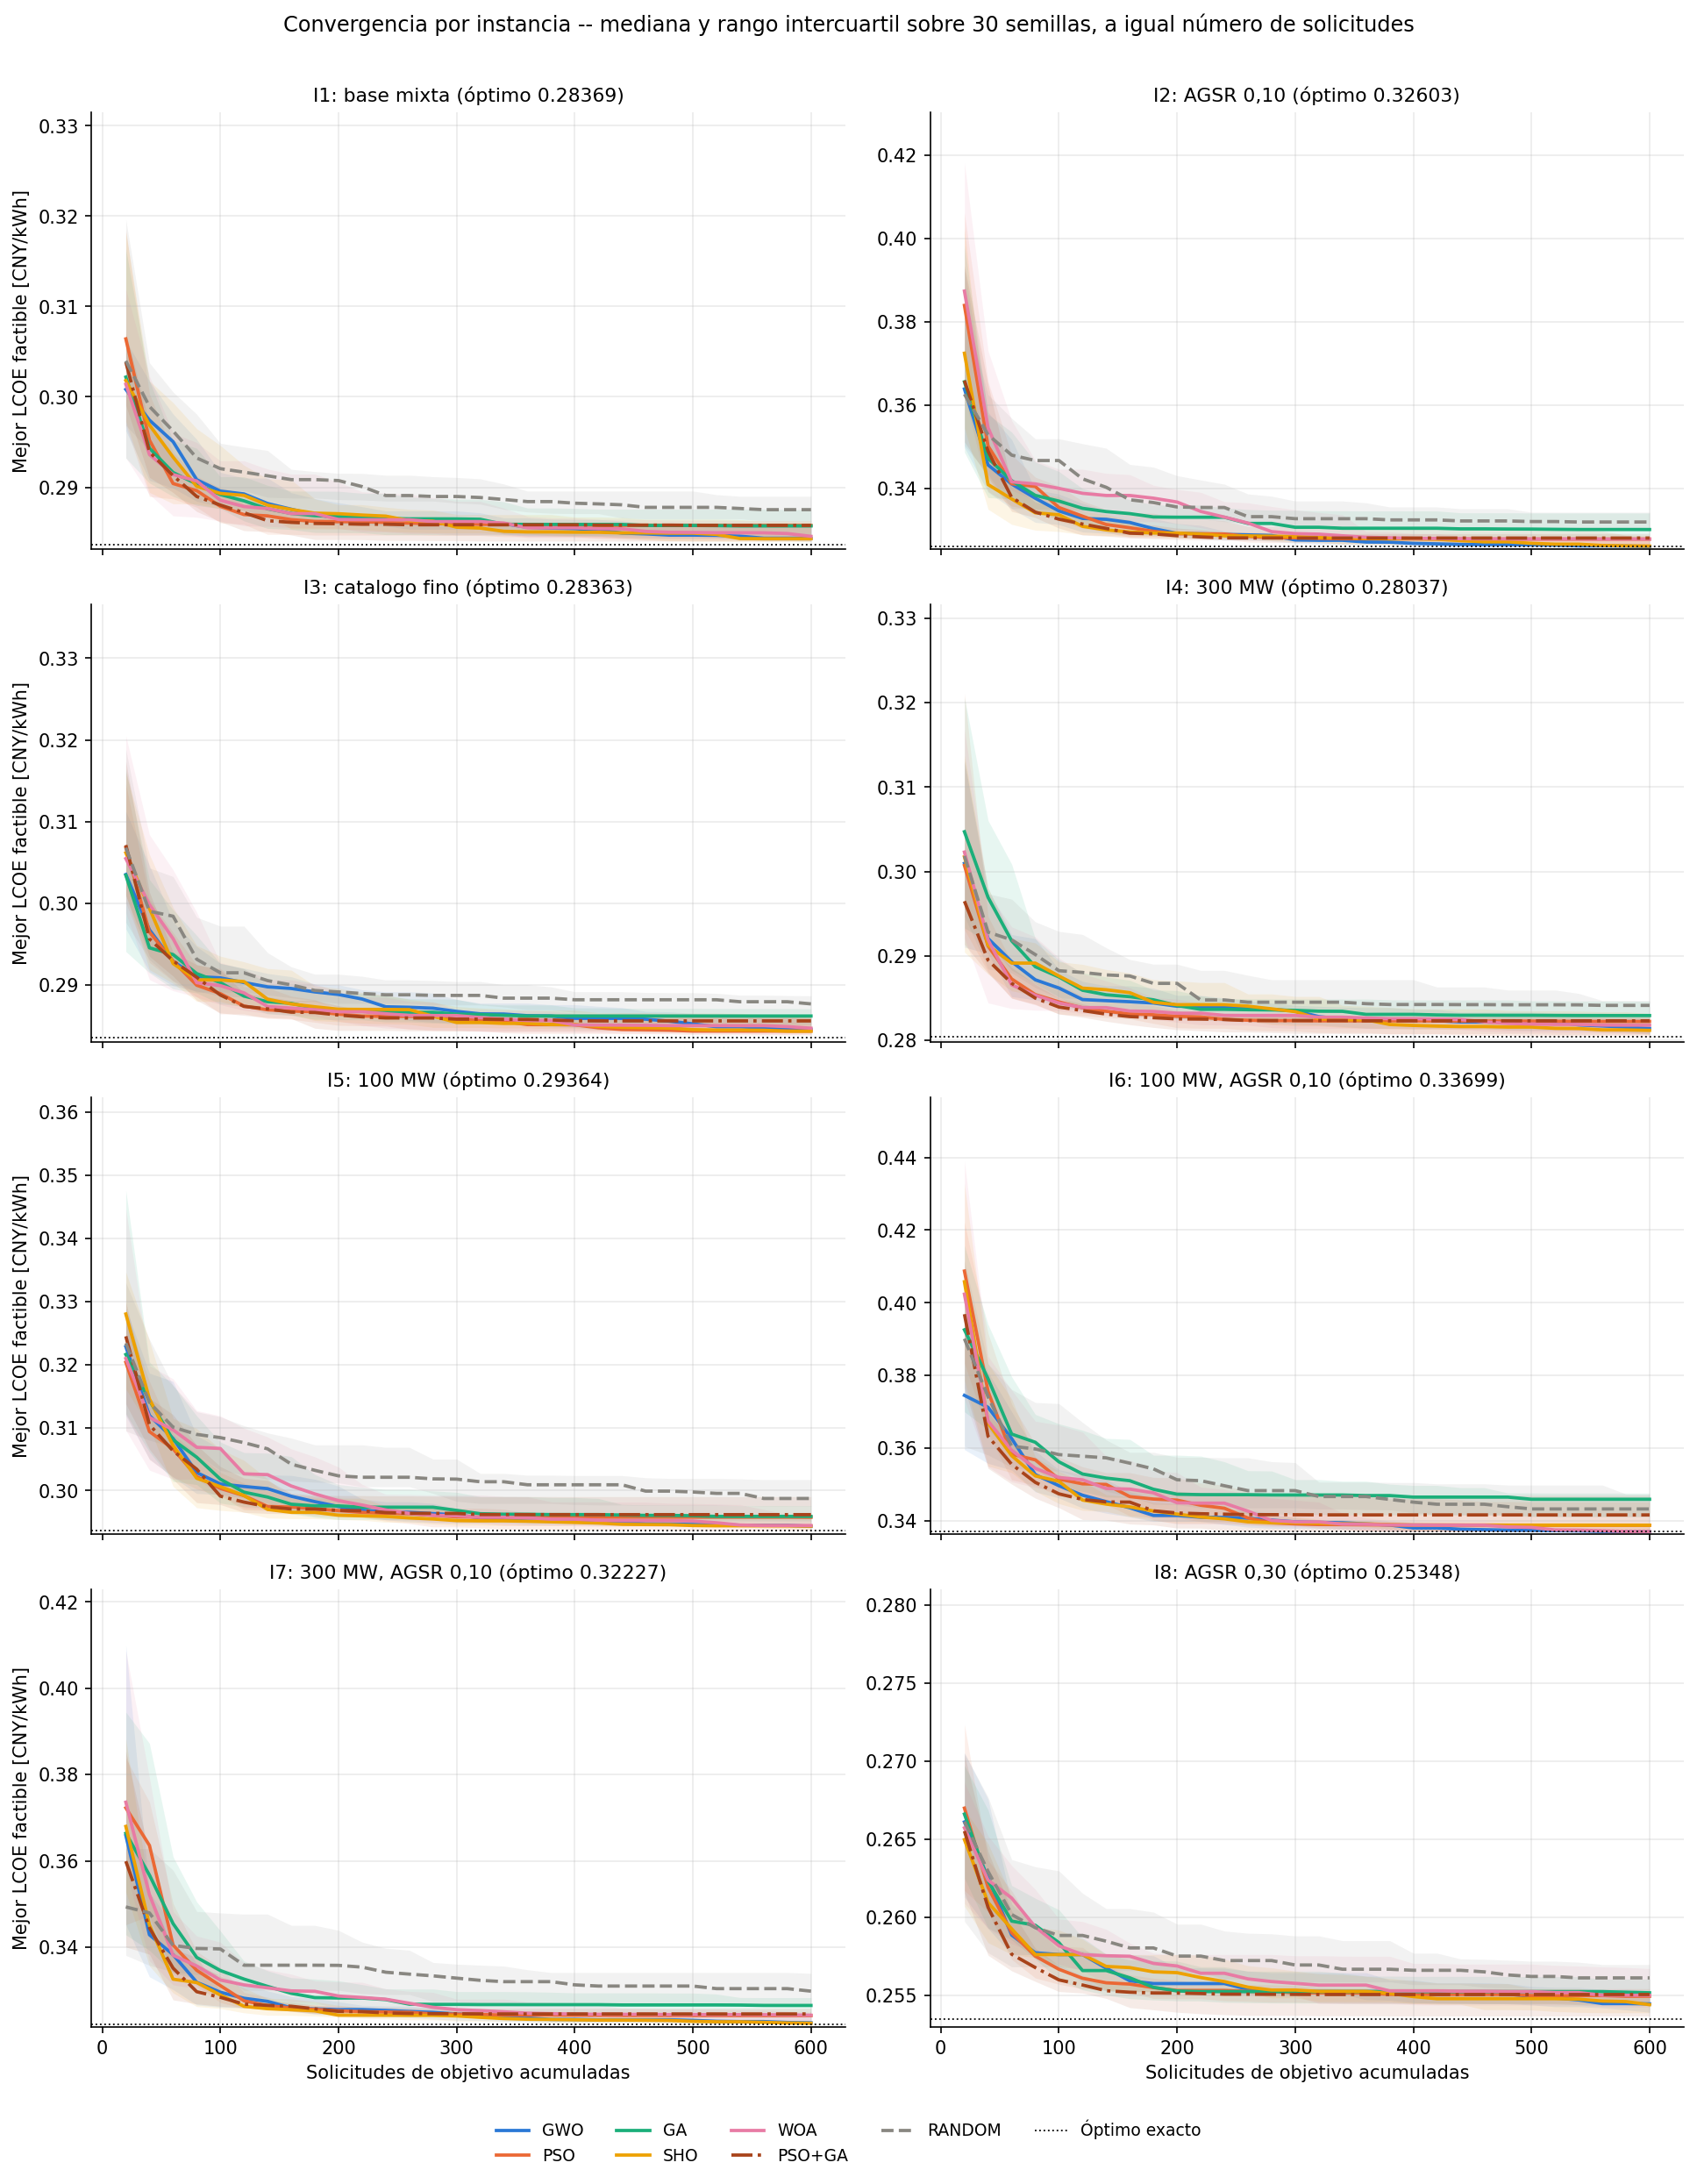 Convergencia por instancia -- mediana y rango intercuartil sobre 30 semillas, a igual número de solicitudes
I1: base mixta (óptimo 0.28369)
Mejor LCOE factible [CNY/kWh]
0.33
0.32
0.31
0.30
0.29
I2: AGSR 0,10 (óptimo 0.32603)
0.42
0.40
0.38
0.36
0.34
I3: catalogo fino (óptimo 0.28363)
Mejor LCOE factible [CNY/kWh]
0.33
0.32
0.31
0.30
0.29
I4: 300 MW (óptimo 0.28037)
0.33
0.32
0.31
0.30
0.29
0.28
I5: 100 MW (óptimo 0.29364)
Mejor LCOE factible [CNY/kWh]
0.36
0.35
0.34
0.33
0.32
0.31
0.30
I6: 100 MW, AGSR 0,10 (óptimo 0.33699)
0.44
0.42
0.40
0.38
0.36
0.34
I7: 300 MW, AGSR 0,10 (óptimo 0.32227)
Mejor LCOE factible [CNY/kWh]
0.42
0.40
0.38
0.36
0.34
0 100 200 300 400 500 600
Solicitudes de objetivo acumuladas
I8: AGSR 0,30 (óptimo 0.25348)
0.280
0.275
0.270
0.265
0.260
0.255
0 100 200 300 400 500 600
Solicitudes de objetivo acumuladas
GWO GA WOA RANDOM Óptimo exacto
PSO SHO PSO+GA